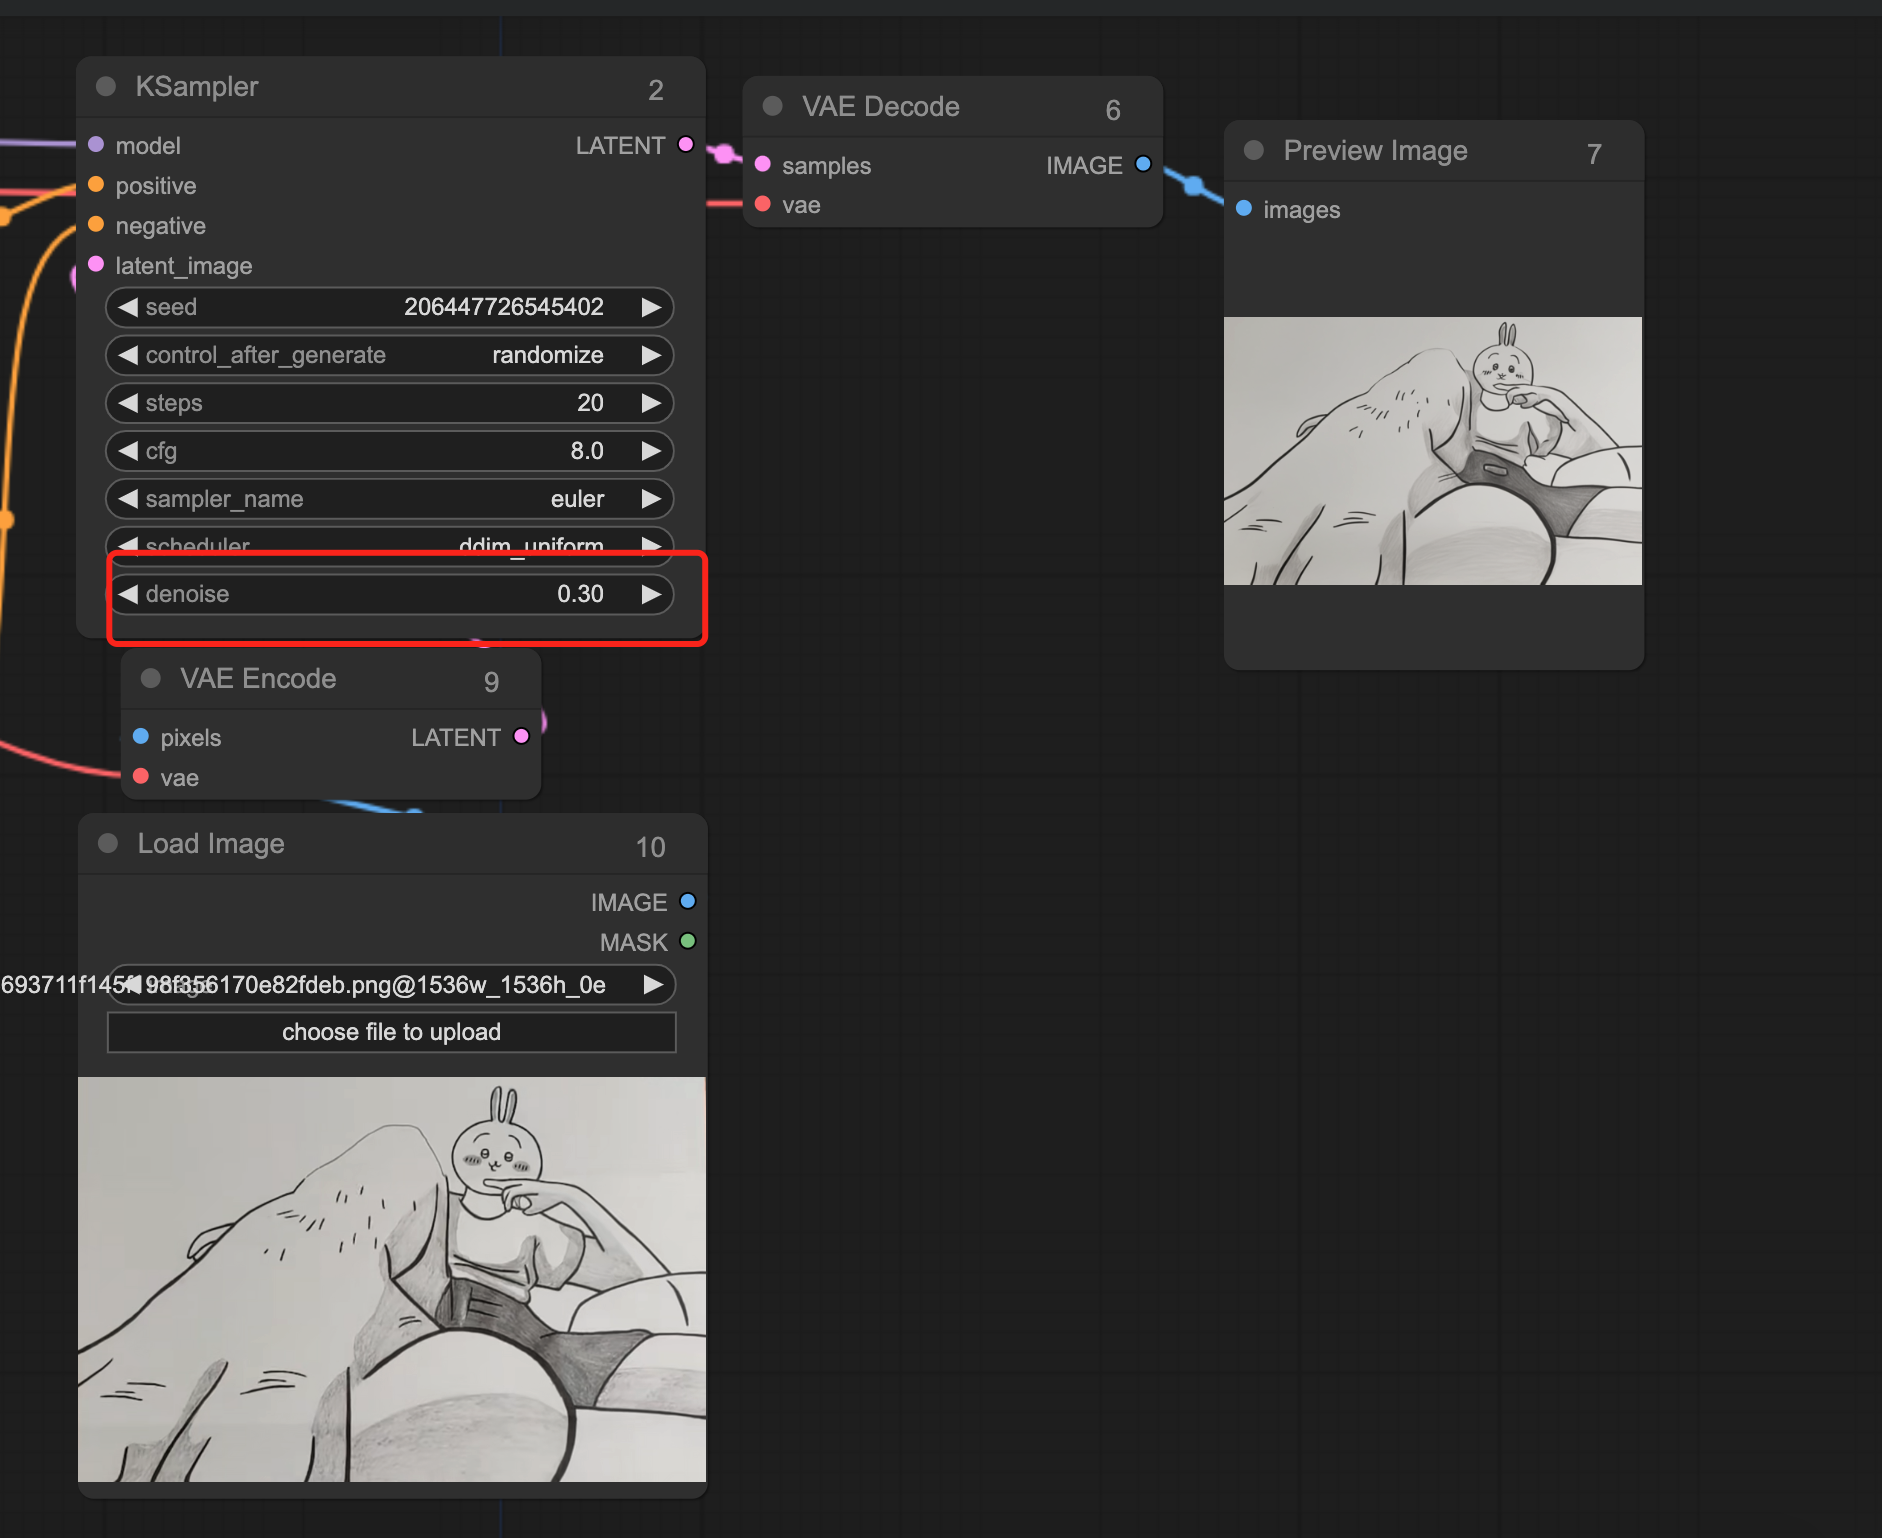 KSampler 2
model LATENT
positive
negative
latent_image
seed 206447726545402
control_after_generate randomize
steps 20
cfg 8.0
sampler_name euler
scheduler ddim_uniform
denoise 0.30
VAE Decode 6
samples IMAGE
vae
Preview Image 7
images
VAE Encode 9
pixels LATENT
vae
Load Image 10
IMAGE
MASK
693711f145f198f856170e82fdeb.png@1536w_1536h_0e
choose file to upload